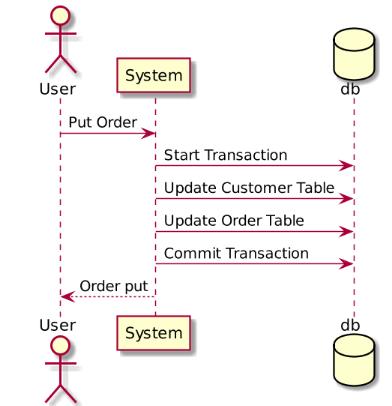 User
System
db
Put Order
Start Transaction
Update Customer Table
Update Order Table
Commit Transaction
Order put
User
System
db